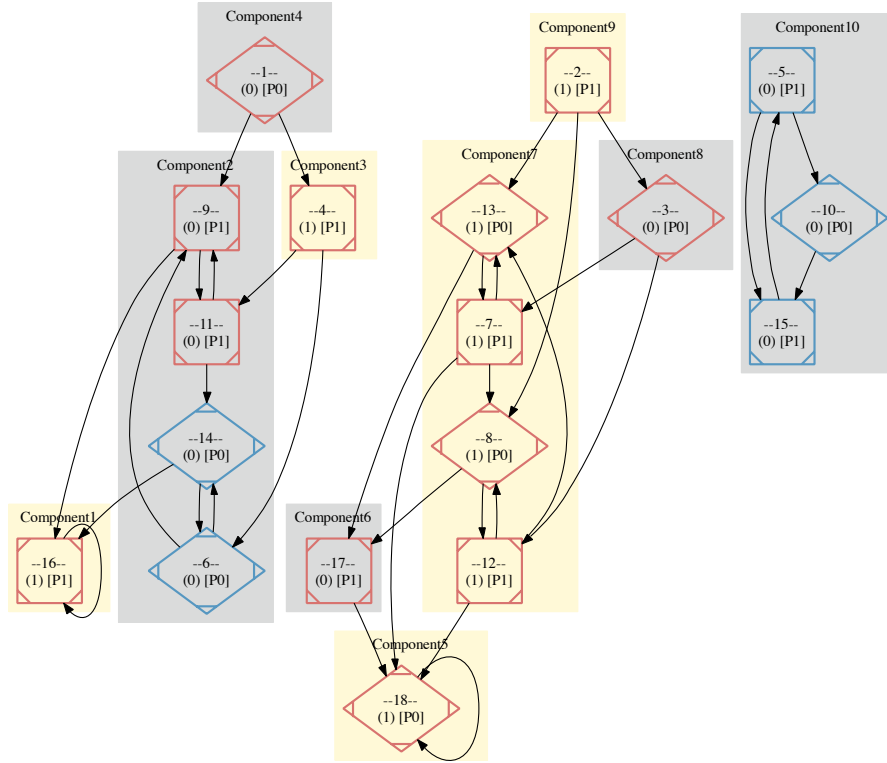 Component4
--1--
(0) [P0]
Component9
--2--
(1) [P1]
Component10
--5--
(0) [P1]
--10--
(0) [P0]
--15--
(0) [P1]
Component2
--9--
(0) [P1]
--11--
(0) [P1]
--14--
(0) [P0]
--6--
(0) [P0]
Component3
--4--
(1) [P1]
Component7
--13--
(1) [P0]
--7--
(1) [P1]
--8--
(1) [P0]
--12--
(1) [P1]
Component8
--3--
(0) [P0]
Component1
--16--
(1) [P1]
Component6
--17--
(0) [P1]
Component5
--18--
(1) [P0]